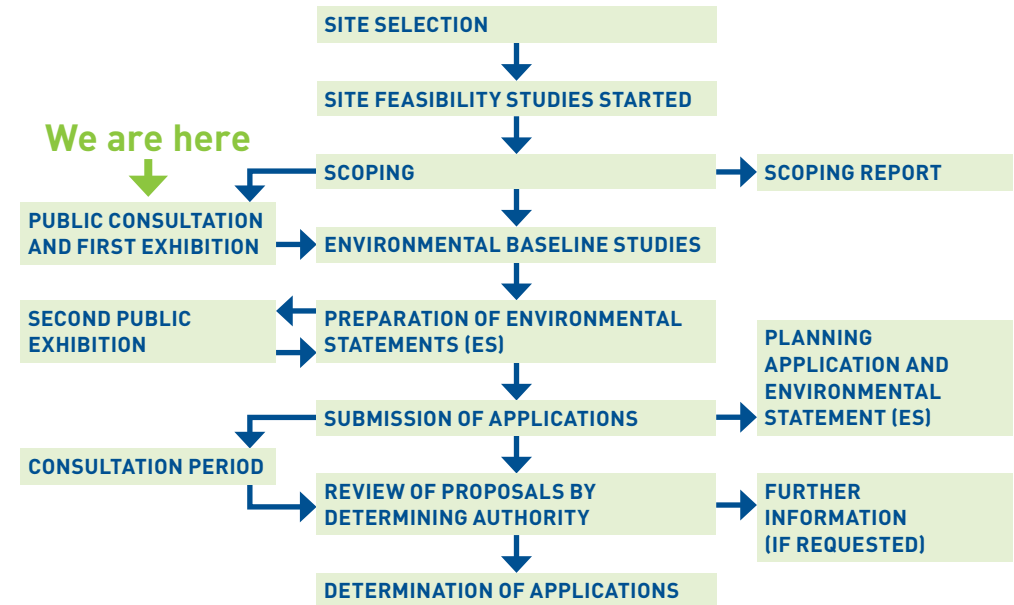 SITE SELECTION
SITE FEASIBILITY STUDIES STARTED
We are here
SCOPING
SCOPING REPORT
PUBLIC CONSULTATION
AND FIRST EXHIBITION
ENVIRONMENTAL BASELINE STUDIES
SECOND PUBLIC
EXHIBITION
PREPARATION OF ENVIRONMENTAL
STATEMENTS (ES)
PLANNING
APPLICATION AND
ENVIRONMENTAL
STATEMENT (ES)
SUBMISSION OF APPLICATIONS
CONSULTATION PERIOD
REVIEW OF PROPOSALS BY
DETERMINING AUTHORITY
FURTHER
INFORMATION
(IF REQUESTED)
DETERMINATION OF APPLICATIONS